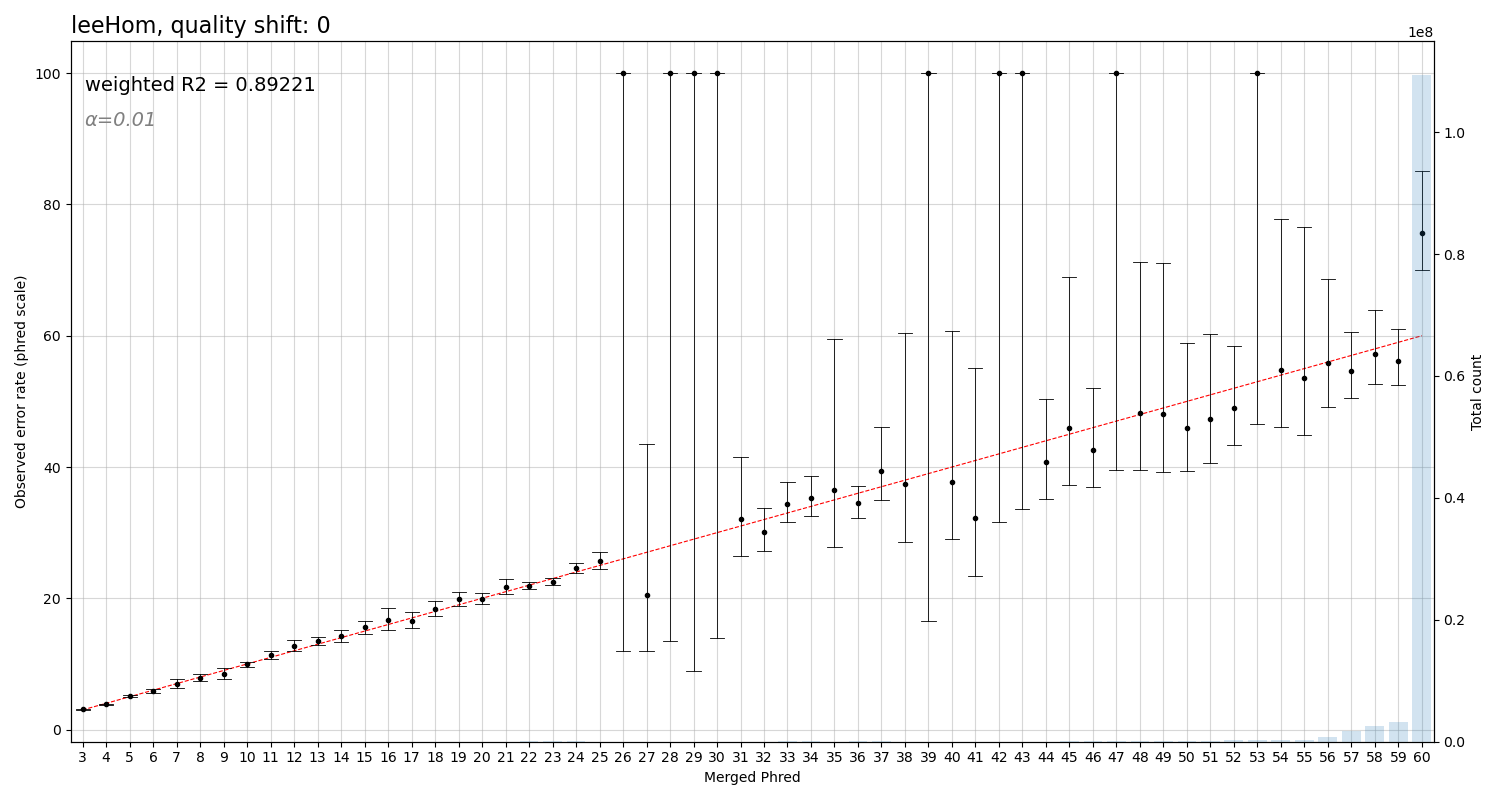 leeHom, quality shift: 0
1e8
weighted R2 = 0.89221
α=0.01
Observed error rate (phred scale)
100
80
60
40
20
0
1.0
0.8
0.6
0.4
0.2
0.0
Total count
3 4 5 6 7 8 9 10 11 12 13 14 15 16 17 18 19 20 21 22 23 24 25 26 27 28 29 30 31 32 33 34 35 36 37 38 39 40 41 42 43 44 45 46 47 48 49 50 51 52 53 54 55 56 57 58 59 60
Merged Phred